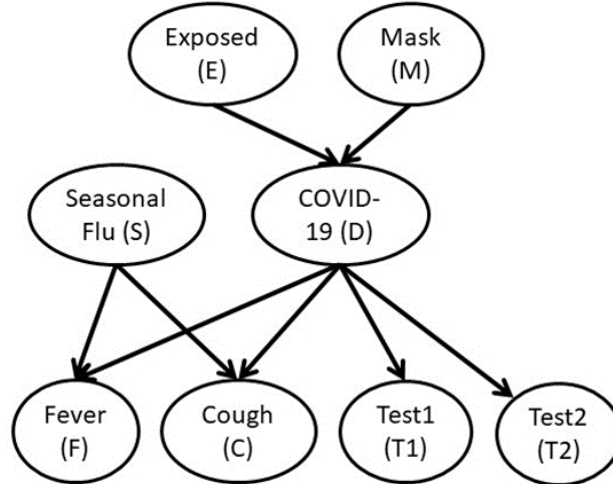 Exposed
(E)
Mask
(M)
Seasonal
Flu (S)
COVID-
19 (D)
Fever
(F)
Cough
(C)
Test1
(T1)
Test2
(T2)